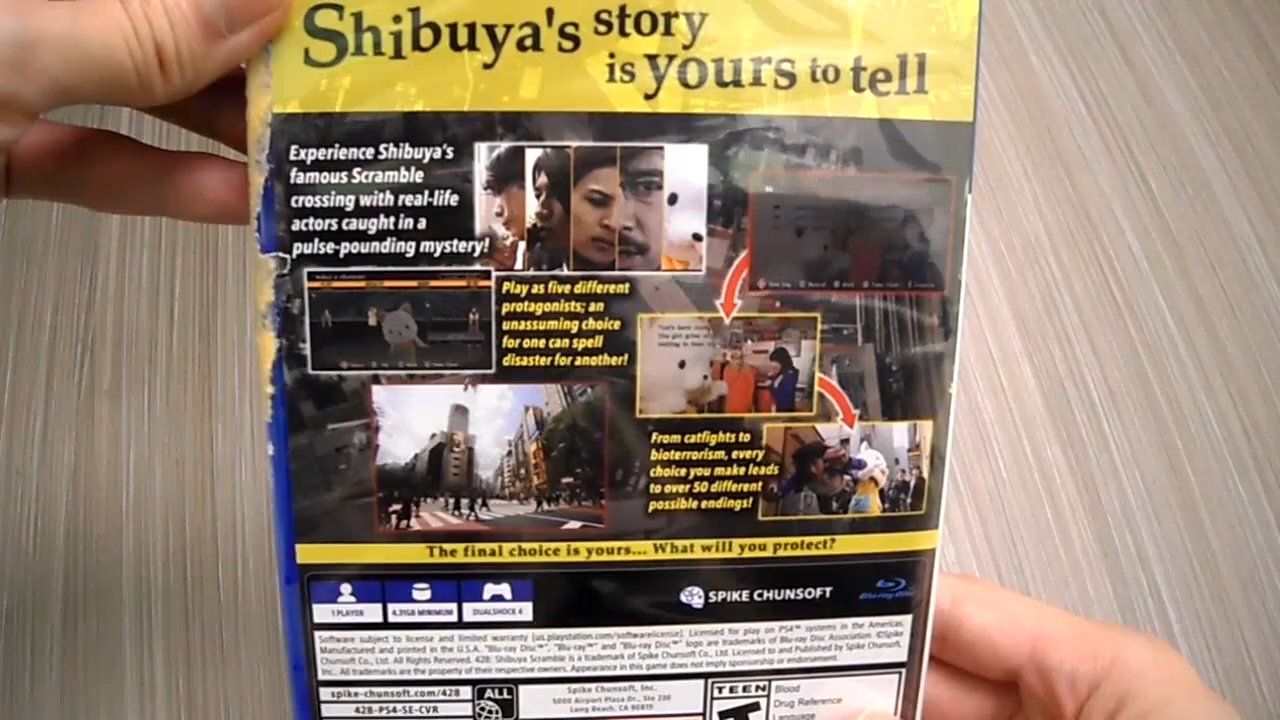 Shibuya's story
is yours to tell
Experience Shibuya's
famous Scramble
crossing with real-life
actors caught in a
pulse-pounding mystery!
Play as five different
protagonists; an
unassuming choice
for one can spell
disaster for another!
From catfights to
bioterrorism, every
choice you make leads
to over 50 different
possible endings!
The final choice is yours... What will you protect?
1 PLAYER
4.31GB MINIMUM
DUALSHOCK 4
SPIKE CHUNSOFT
Blu-ray Disc
Software subject to license and limited warranty (us.playstation.com/softwarelicense). Licensed for play on PS4™ systems in the Americas.
Manufactured and printed in the U.S.A. "Blu-ray Disc™", "Blu-ray™" and "Blu-ray Disc™" logo are trademarks of Blu-ray Disc Association. ©Spike
Chunsoft Co., Ltd. All Rights Reserved. 428: Shibuya Scramble is a trademark of Spike Chunsoft Co., Ltd. Licensed to and Published by Spike Chunsoft,
Inc. All trademarks are the property of their respective owners. Appearance in this game does not imply sponsorship or endorsement.
spike-chunsoft.com/428
428-PS4-SE-CVR
ALL
Spike Chunsoft, Inc.
5000 Airport Plaza Dr., Ste 230
Long Beach, CA 90815
TEEN
T
Blood
Drug Reference
Language